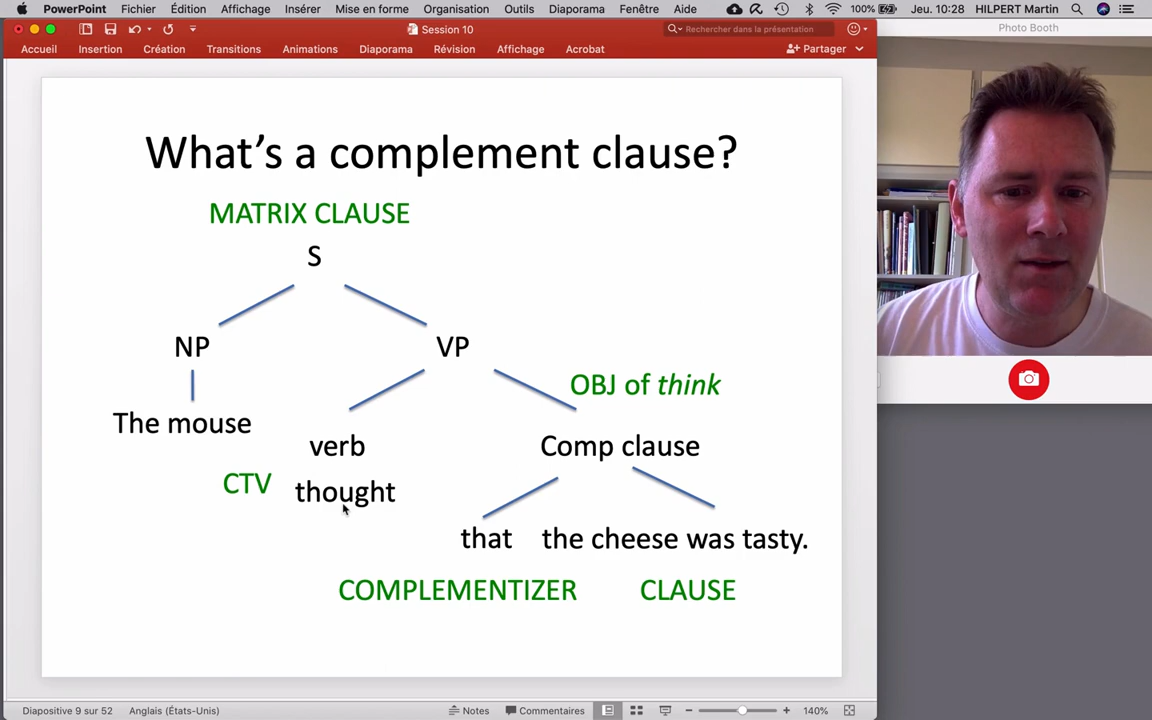 PowerPoint Fichier Édition Affichage Insérer Mise en forme Organisation Outils Diaporama Fenêtre Aide 100% Jeu. 10:28 HILPERT Martin
Session 10
Rechercher dans la présentation
Photo Booth
Accueil Insertion Création Transitions Animations Diaporama Révision Affichage Acrobat Partager
What's a complement clause?
MATRIX CLAUSE
S
NP VP
OBJ of think
The mouse
verb Comp clause
CTV thought
that the cheese was tasty.
COMPLEMENTIZER CLAUSE
Diapositive 9 sur 52 Anglais (États-Unis) Notes Commentaires 140%